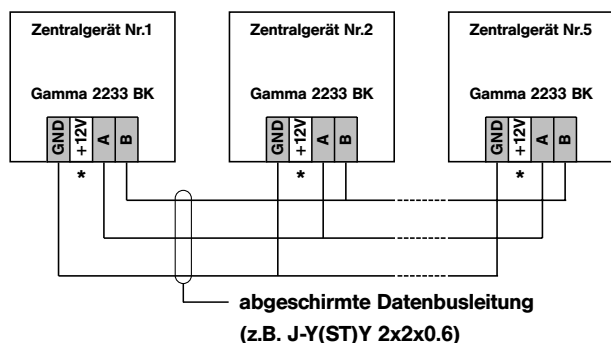 Zentralgerät Nr.1
Zentralgerät Nr.2
Zentralgerät Nr.5
Gamma 2233 BK
Gamma 2233 BK
Gamma 2233 BK
GND +12V A B
GND +12V A B
GND +12V A B
*
*
*
abgeschirmte Datenbusleitung
(z.B. J-Y(ST)Y 2x2x0.6)